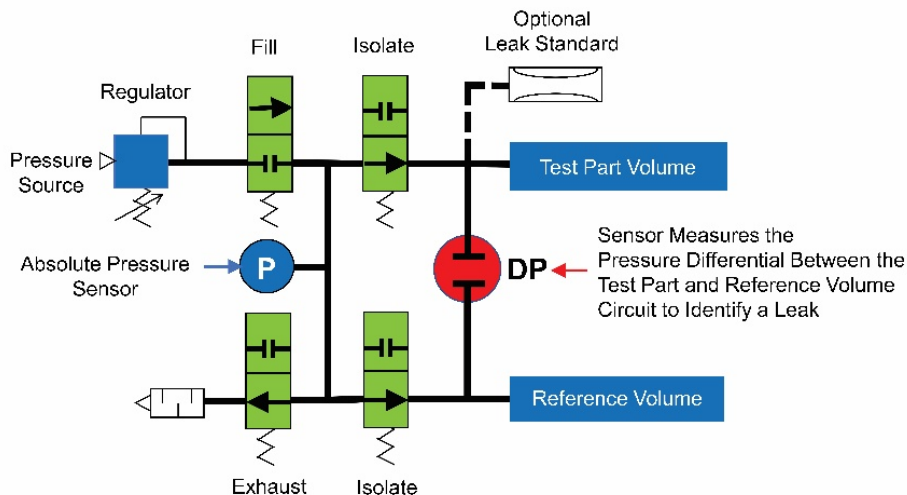 Optional
Leak Standard
Fill
Isolate
Regulator
Pressure
Source
Test Part Volume
Absolute Pressure
Sensor
P
DP
Sensor Measures the
Pressure Differential Between the
Test Part and Reference Volume
Circuit to Identify a Leak
Reference Volume
Exhaust
Isolate